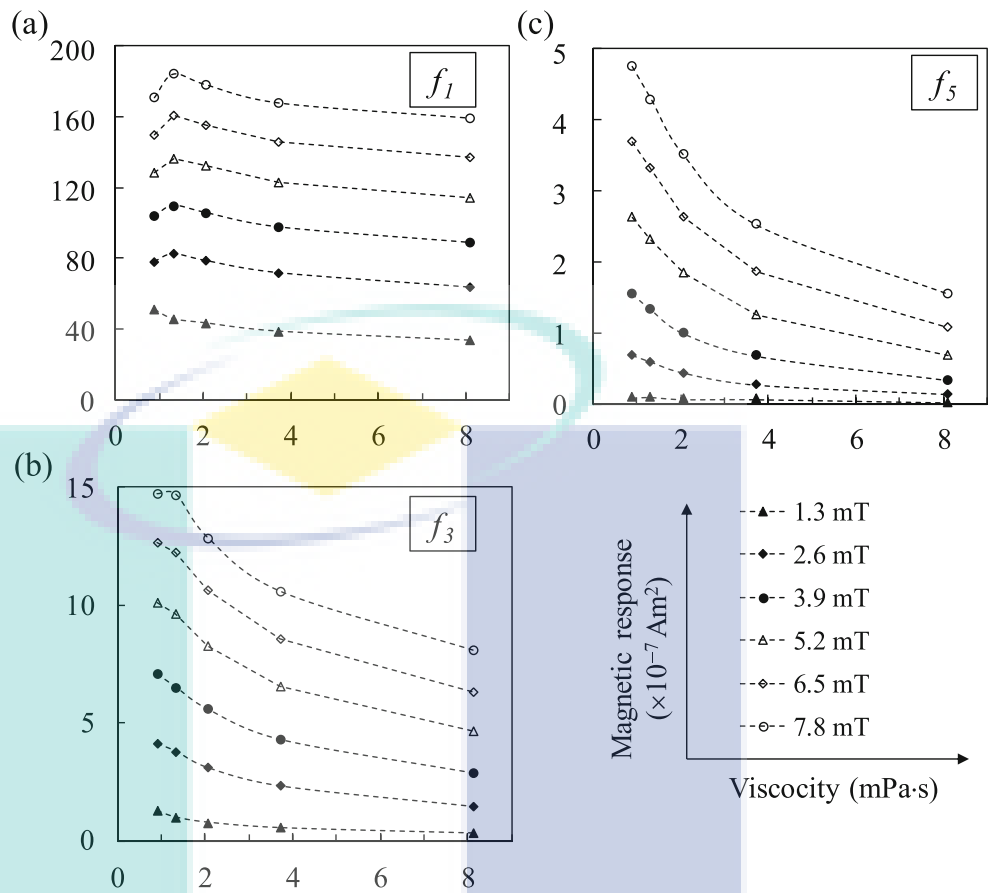 (a)
f1
200
160
120
80
40
0
0 2 4 6 8
(c)
f5
5
4
3
2
1
0
0 2 4 6 8
(b)
f3
15
10
5
0
0 2 4 6 8
Magnetic response
(×10⁻⁷ Am²)
Viscocity (mPa·s)
1.3 mT
2.6 mT
3.9 mT
5.2 mT
6.5 mT
7.8 mT